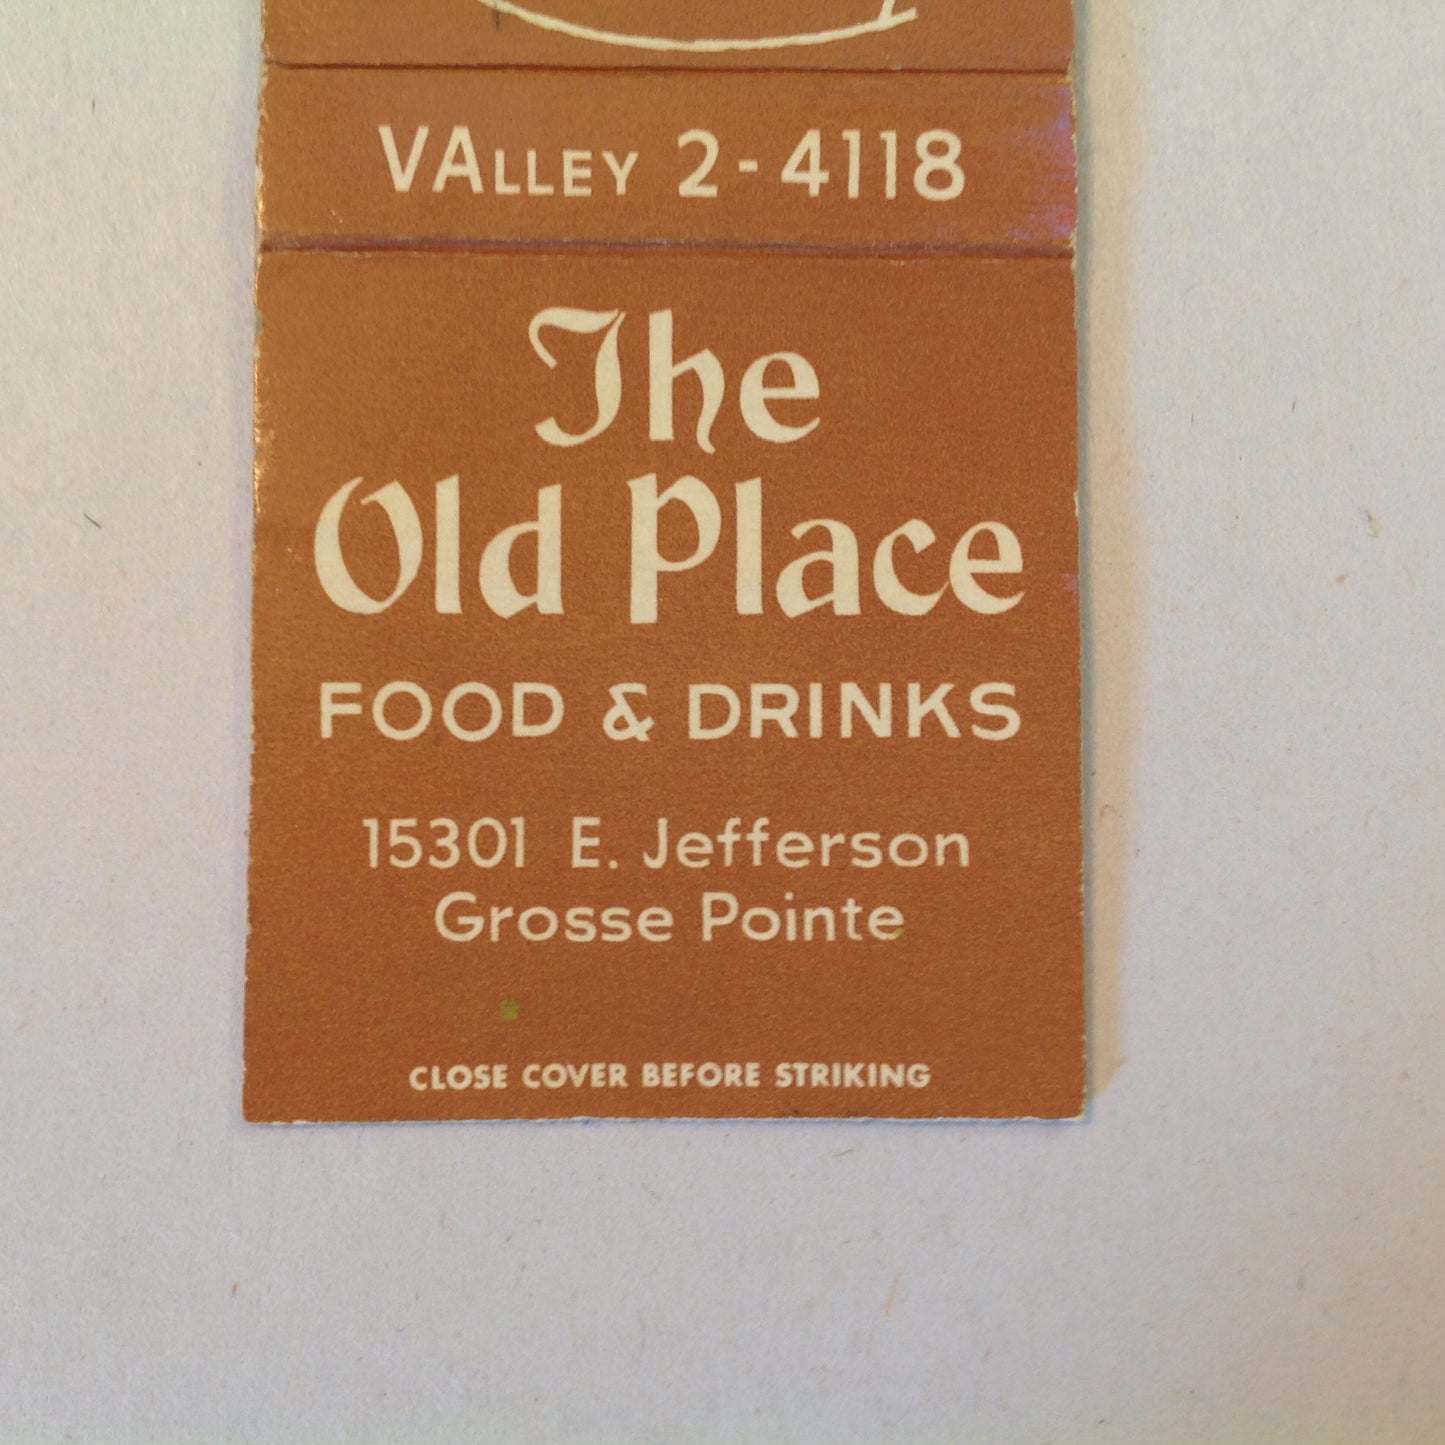 VALLEY 2-4118
The
Old Place
FOOD & DRINKS
15301 E. Jefferson
Grosse Pointe
CLOSE COVER BEFORE STRIKING